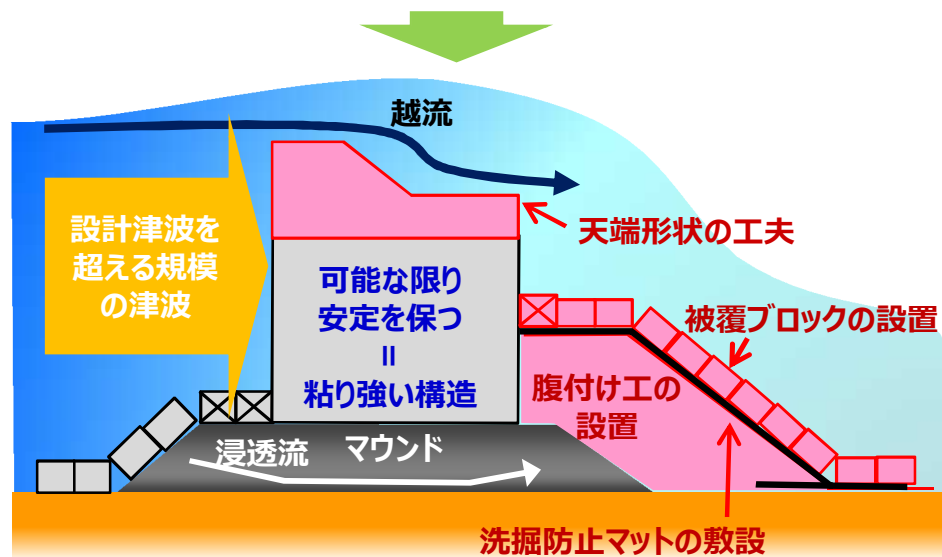 越流
設計津波を
超える規模
の津波
天端形状の工夫
可能な限り
安定を保つ
＝
粘り強い構造
被覆ブロックの設置
腹付け工の
設置
浸透流
マウンド
洗掘防止マットの敷設